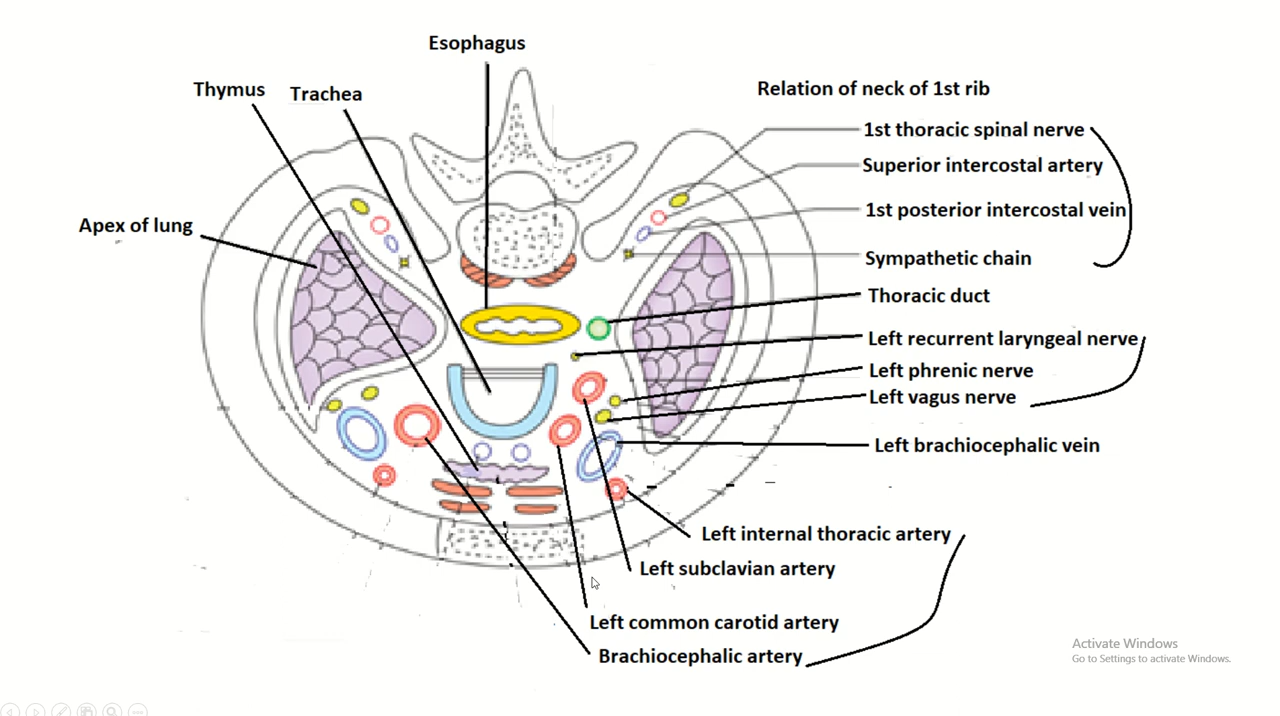 Esophagus
Thymus
Trachea
Relation of neck of 1st rib
1st thoracic spinal nerve
Superior intercostal artery
1st posterior intercostal vein
Apex of lung
Sympathetic chain
Thoracic duct
Left recurrent laryngeal nerve
Left phrenic nerve
Left vagus nerve
Left brachiocephalic vein
Left internal thoracic artery
Left subclavian artery
Left common carotid artery
Brachiocephalic artery
Activate Windows
Go to Settings to activate Windows.